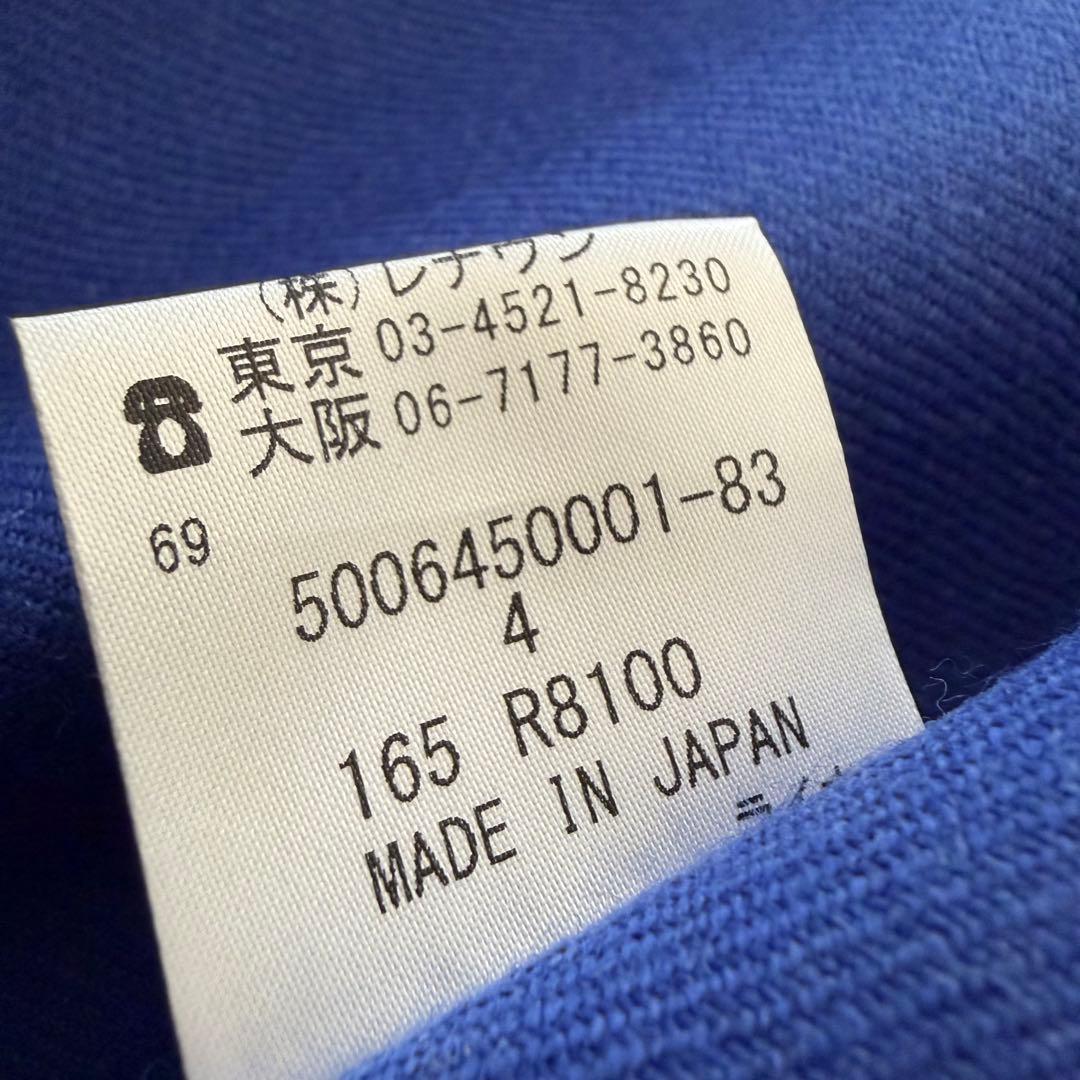 (株)レナウン
東京 03-4521-8230
大阪 06-7177-3860
69
5006450001-83
4
165 R8100
MADE IN JAPAN